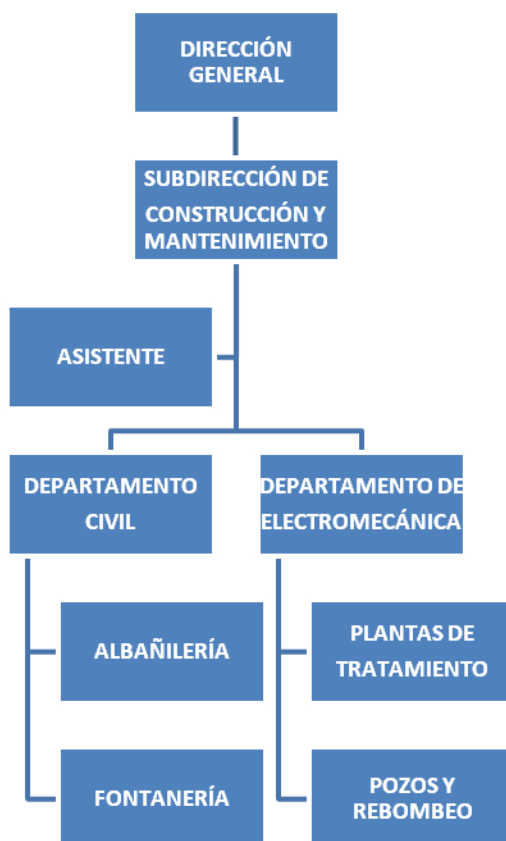 DIRECCIÓN
GENERAL
SUBDIRECCIÓN DE
CONSTRUCCIÓN Y
MANTENIMIENTO
ASISTENTE
DEPARTAMENTO
CIVIL
DEPARTAMENTO DE
ELECTROMECÁNICA
ALBAÑILERÍA
PLANTAS DE
TRATAMIENTO
FONTANERÍA
POZOS Y
REBOMBEO